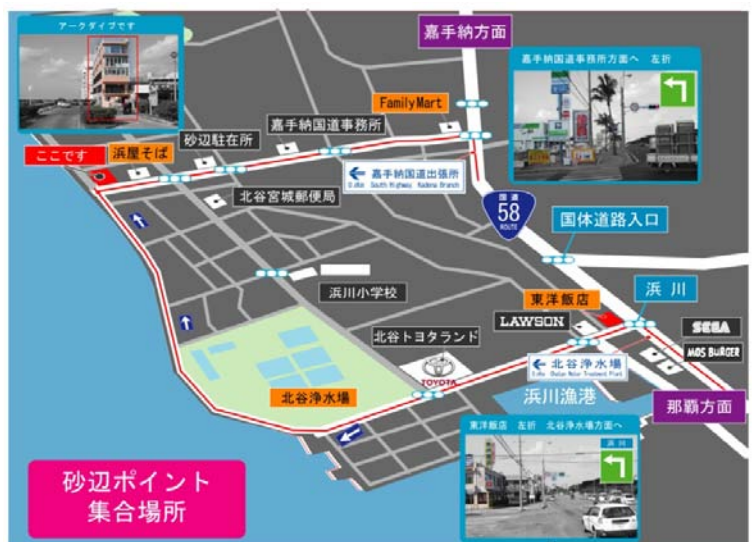 アークダイブです
嘉手納方面
嘉手納国道事務所方面へ 左折
FamilyMart
嘉手納国道事務所
砂辺駐在所
ここです
浜屋そば
嘉手納国道出張所
北谷宮城郵便局
国道
58
ROUTE
国体道路入口
浜川小学校
東洋飯店
浜川
LAWSON
SEGA
北谷トヨタランド
MOS BURGER
TOYOTA
北谷浄水場
北谷浄水場
浜川漁港
那覇方面
東洋飯店 左折 北谷浄水場方面へ
浜川
砂辺ポイント
集合場所